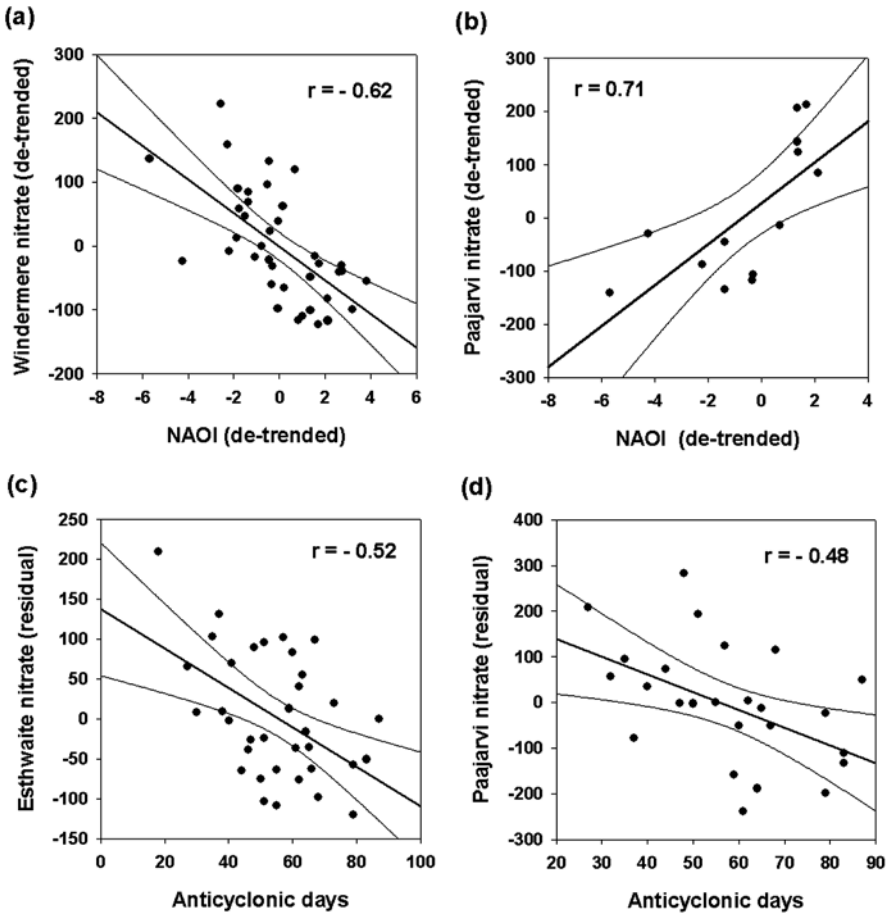 (a)
r = - 0.62
Windermere nitrate (de-trended)
300
200
100
0
-100
-200
-8 -6 -4 -2 0 2 4 6
NAOI (de-trended)
(b)
r = 0.71
Paajarvi nitrate (de-trended)
300
200
100
0
-100
-200
-300
-8 -6 -4 -2 0 2 4
NAOI (de-trended)
(c)
r = - 0.52
Esthwaite nitrate (residual)
250
200
150
100
50
0
-50
-100
-150
0 20 40 60 80 100
Anticyclonic days
(d)
r = - 0.48
Paajarvi nitrate (residual)
400
300
200
100
0
-100
-200
-300
20 30 40 50 60 70 80 90
Anticyclonic days